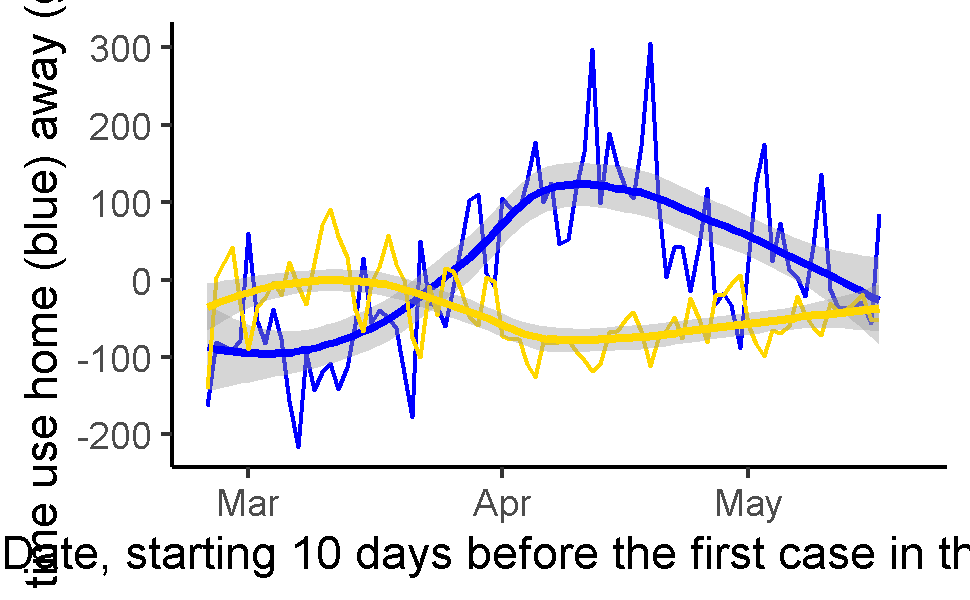 time use home (blue) away (
300
200
100
0
-100
-200
Mar Apr May
Date, starting 10 days before the first case in th